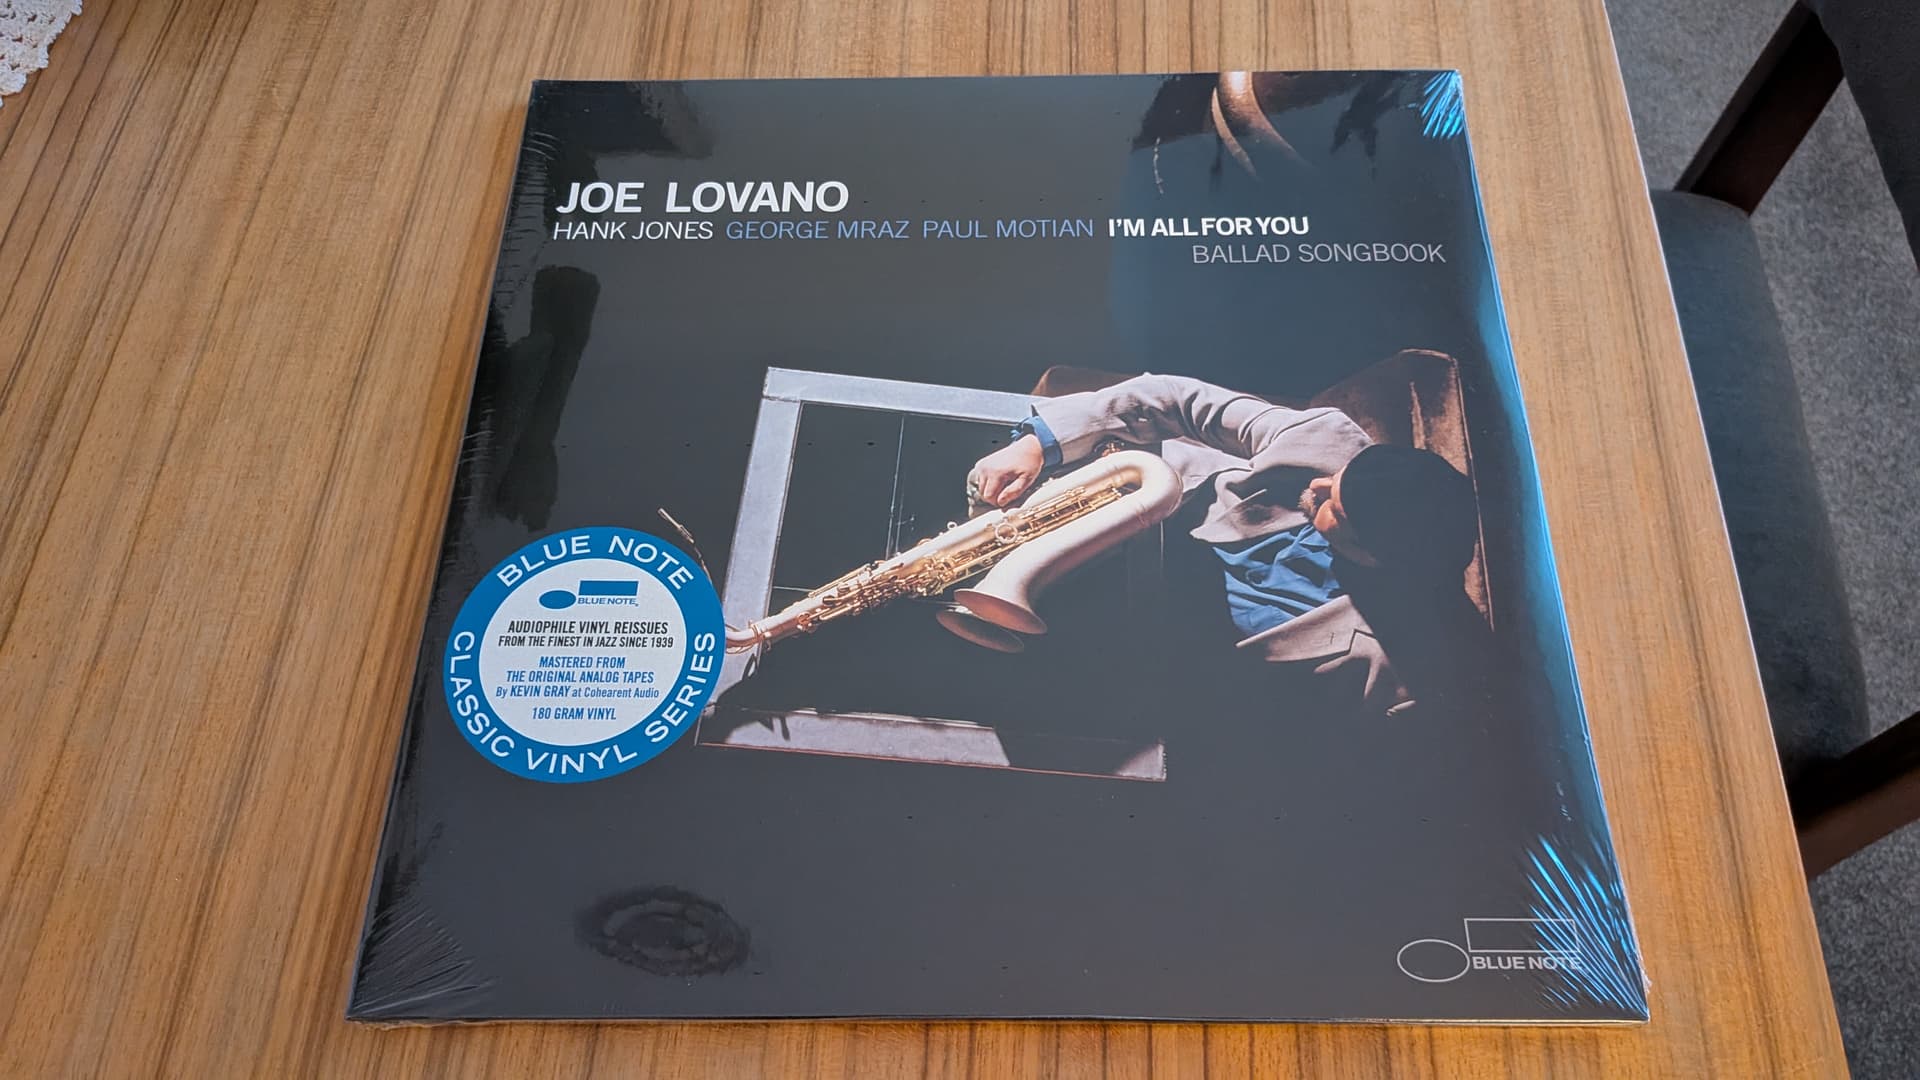 JOE LOVANO
HANK JONES GEORGE MRAZ PAUL MOTIAN I'M ALL FOR YOU
BALLAD SONGBOOK
BLUE NOTE
BLUE NOTE
AUDIOPHILE VINYL REISSUES
FROM THE FINEST IN JAZZ SINCE 1939
MASTERED FROM
THE ORIGINAL ANALOG TAPES
By KEVIN GRAY at Cohearent Audio
180 GRAM VINYL
CLASSIC VINYL SERIES
BLUE NOTE